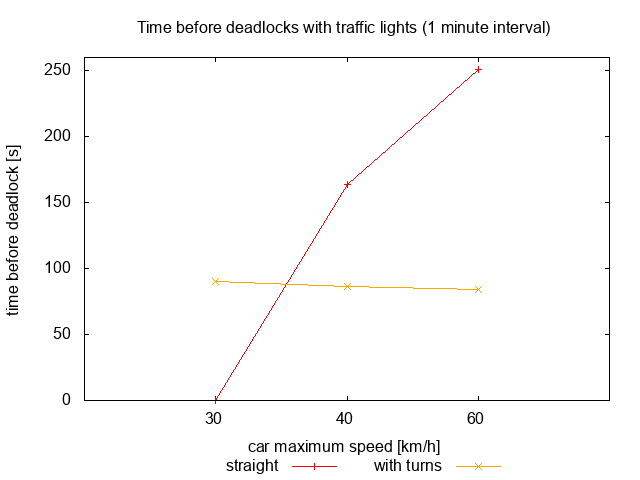 Time before deadlocks with traffic lights (1 minute interval)
250
200
150
100
50
0
time before deadlock [s]
30 40 60
car maximum speed [km/h]
straight with turns